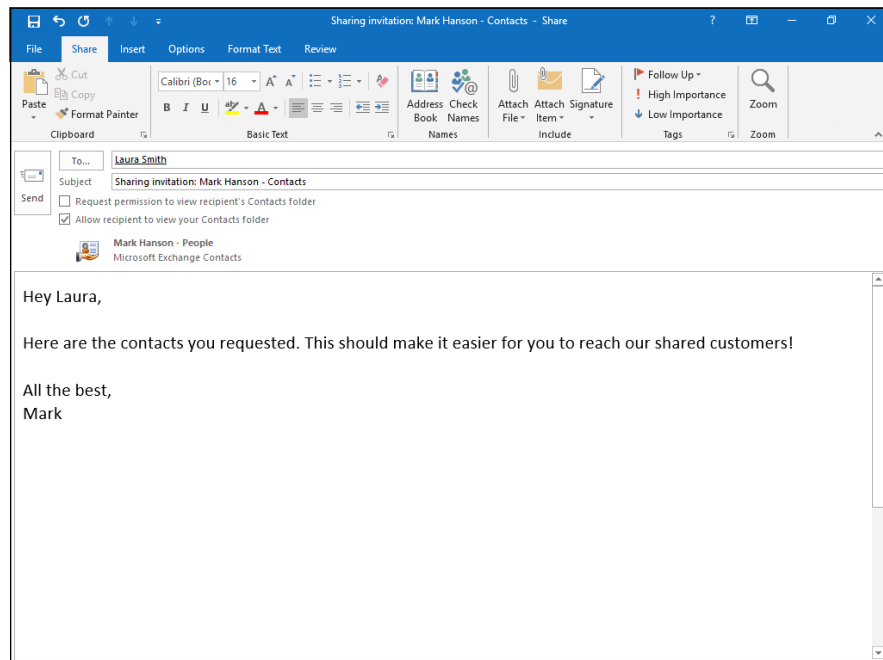 Sharing invitation: Mark Hanson - Contacts - Share
?
File Share Insert Options Format Text Review
Paste
Cut
Copy
Format Painter
Clipboard
Calibri (Boc 16 A A
B I U aby A
Basic Text
Address Book
Check Names
Names
Attach File
Attach Item
Signature
Include
Follow Up
! High Importance
Low Importance
Tags
Zoom
Zoom
Send
To... Laura Smith
Subject Sharing invitation: Mark Hanson - Contacts
Request permission to view recipient's Contacts folder
Allow recipient to view your Contacts folder
Mark Hanson - People
Microsoft Exchange Contacts
Hey Laura,
Here are the contacts you requested. This should make it easier for you to reach our shared customers!
All the best,
Mark